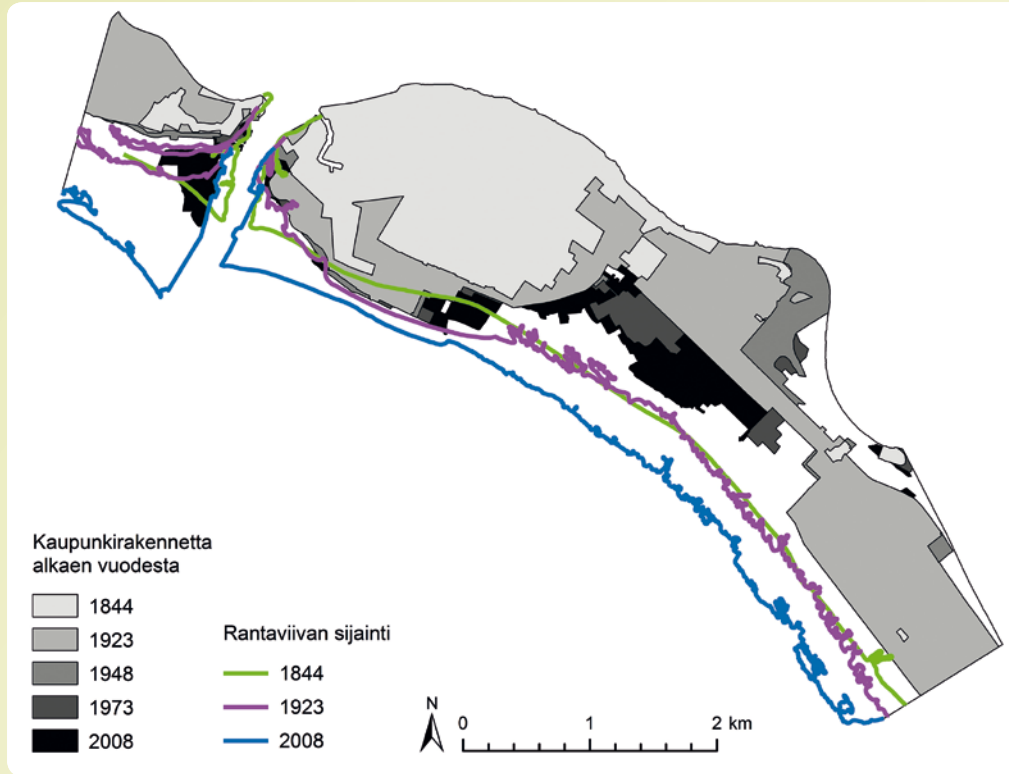 Kaupunkirakennetta
alkaen vuodesta
1844
1923
1948
1973
2008
Rantaviivan sijainti
1844
1923
2008
N
0 1 2 km